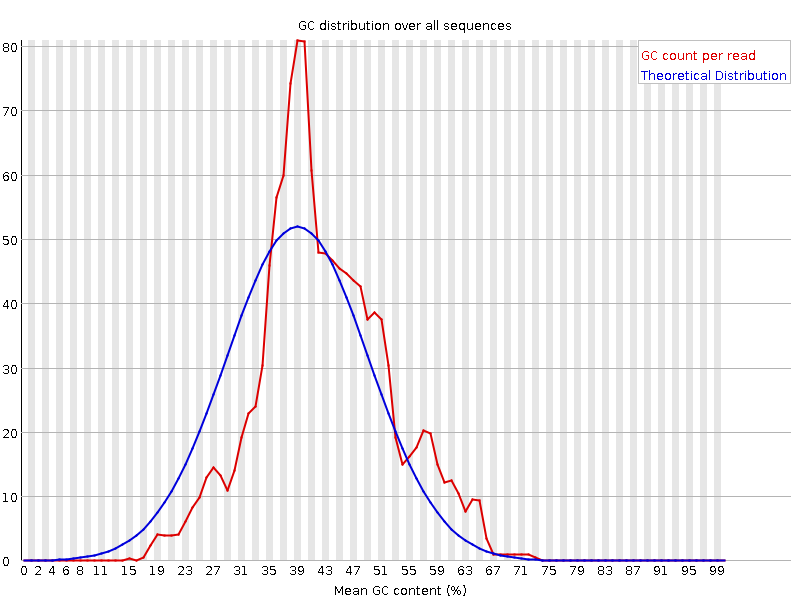 GC distribution over all sequences
GC count per read
Theoretical Distribution
80
70
60
50
40
30
20
10
0
0 2 4 6 8 11 15 19 23 27 31 35 39 43 47 51 55 59 63 67 71 75 79 83 87 91 95 99
Mean GC content (%)